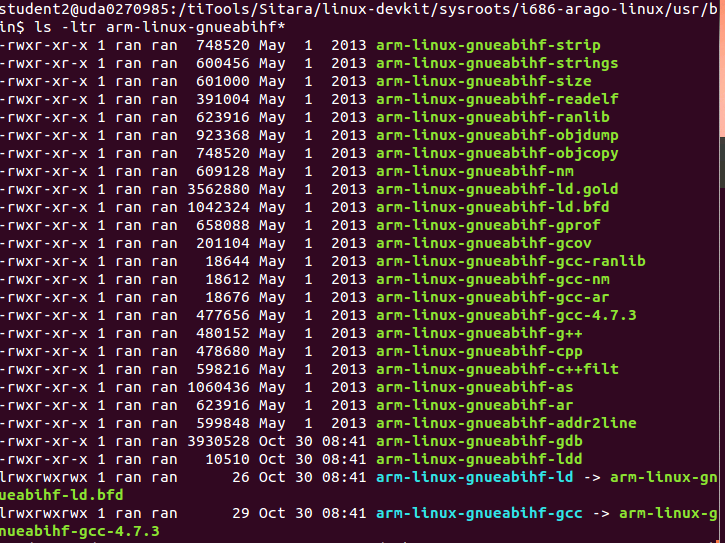 student2@uda0270985:/tiTools/Sitara/linux-devkit/sysroots/i686-arago-linux/usr/b
in$ ls -ltr arm-linux-gnueabihf*
-rwxr-xr-x 1 ran ran  748520 May  1  2013 arm-linux-gnueabihf-strip
-rwxr-xr-x 1 ran ran  600456 May  1  2013 arm-linux-gnueabihf-strings
-rwxr-xr-x 1 ran ran  601000 May  1  2013 arm-linux-gnueabihf-size
-rwxr-xr-x 1 ran ran  391004 May  1  2013 arm-linux-gnueabihf-readelf
-rwxr-xr-x 1 ran ran  623916 May  1  2013 arm-linux-gnueabihf-ranlib
-rwxr-xr-x 1 ran ran  923368 May  1  2013 arm-linux-gnueabihf-objdump
-rwxr-xr-x 1 ran ran  748520 May  1  2013 arm-linux-gnueabihf-objcopy
-rwxr-xr-x 1 ran ran  609128 May  1  2013 arm-linux-gnueabihf-nm
-rwxr-xr-x 1 ran ran 3562880 May  1  2013 arm-linux-gnueabihf-ld.gold
-rwxr-xr-x 1 ran ran 1042324 May  1  2013 arm-linux-gnueabihf-ld.bfd
-rwxr-xr-x 1 ran ran  658088 May  1  2013 arm-linux-gnueabihf-gprof
-rwxr-xr-x 1 ran ran  201104 May  1  2013 arm-linux-gnueabihf-gcov
-rwxr-xr-x 1 ran ran   18644 May  1  2013 arm-linux-gnueabihf-gcc-ranlib
-rwxr-xr-x 1 ran ran   18612 May  1  2013 arm-linux-gnueabihf-gcc-nm
-rwxr-xr-x 1 ran ran   18676 May  1  2013 arm-linux-gnueabihf-gcc-ar
-rwxr-xr-x 1 ran ran  477656 May  1  2013 arm-linux-gnueabihf-gcc-4.7.3
-rwxr-xr-x 1 ran ran  480152 May  1  2013 arm-linux-gnueabihf-g++
-rwxr-xr-x 1 ran ran  478680 May  1  2013 arm-linux-gnueabihf-cpp
-rwxr-xr-x 1 ran ran  598216 May  1  2013 arm-linux-gnueabihf-c++filt
-rwxr-xr-x 1 ran ran 1060436 May  1  2013 arm-linux-gnueabihf-as
-rwxr-xr-x 1 ran ran  623916 May  1  2013 arm-linux-gnueabihf-ar
-rwxr-xr-x 1 ran ran  599848 May  1  2013 arm-linux-gnueabihf-addr2line
-rwxr-xr-x 1 ran ran 3930528 Oct 30 08:41 arm-linux-gnueabihf-gdb
-rwxr-xr-x 1 ran ran   10510 Oct 30 08:41 arm-linux-gnueabihf-ldd
lrwxrwxrwx 1 ran ran      26 Oct 30 08:41 arm-linux-gnueabihf-ld -> arm-linux-gn
ueabihf-ld.bfd
lrwxrwxrwx 1 ran ran      29 Oct 30 08:41 arm-linux-gnueabihf-gcc -> arm-linux-g
nueabihf-gcc-4.7.3